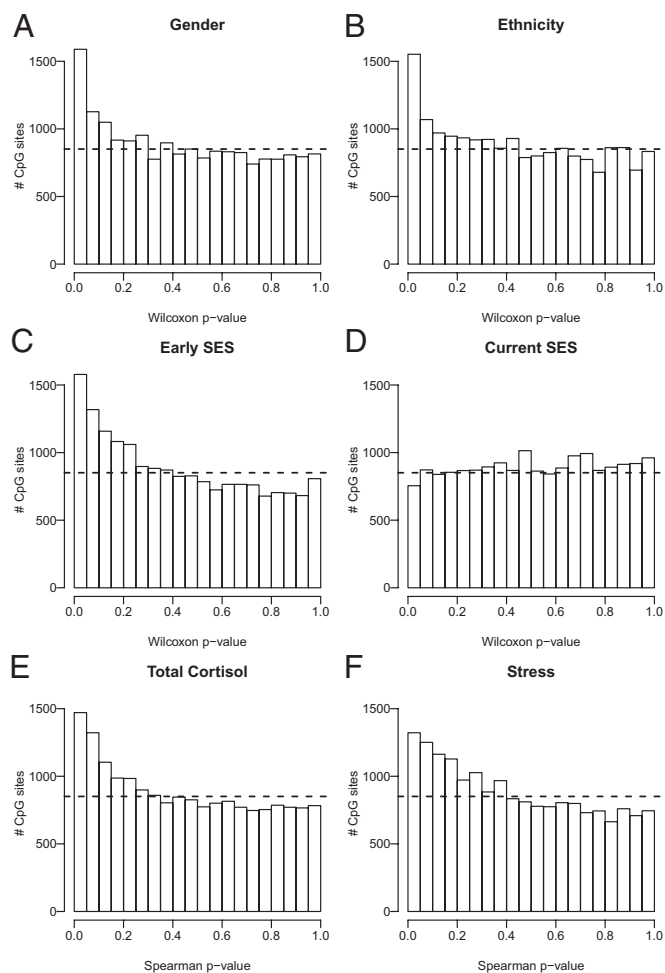 A
Gender
# CpG sites
1500
1000
500
0
0.0 0.2 0.4 0.6 0.8 1.0
Wilcoxon p−value
B
Ethnicity
# CpG sites
1500
1000
500
0
0.0 0.2 0.4 0.6 0.8 1.0
Wilcoxon p−value
C
Early SES
# CpG sites
1500
1000
500
0
0.0 0.2 0.4 0.6 0.8 1.0
Wilcoxon p−value
D
Current SES
# CpG sites
1500
1000
500
0
0.0 0.2 0.4 0.6 0.8 1.0
Wilcoxon p−value
E
Total Cortisol
# CpG sites
1500
1000
500
0
0.0 0.2 0.4 0.6 0.8 1.0
Spearman p−value
F
Stress
# CpG sites
1500
1000
500
0
0.0 0.2 0.4 0.6 0.8 1.0
Spearman p−value